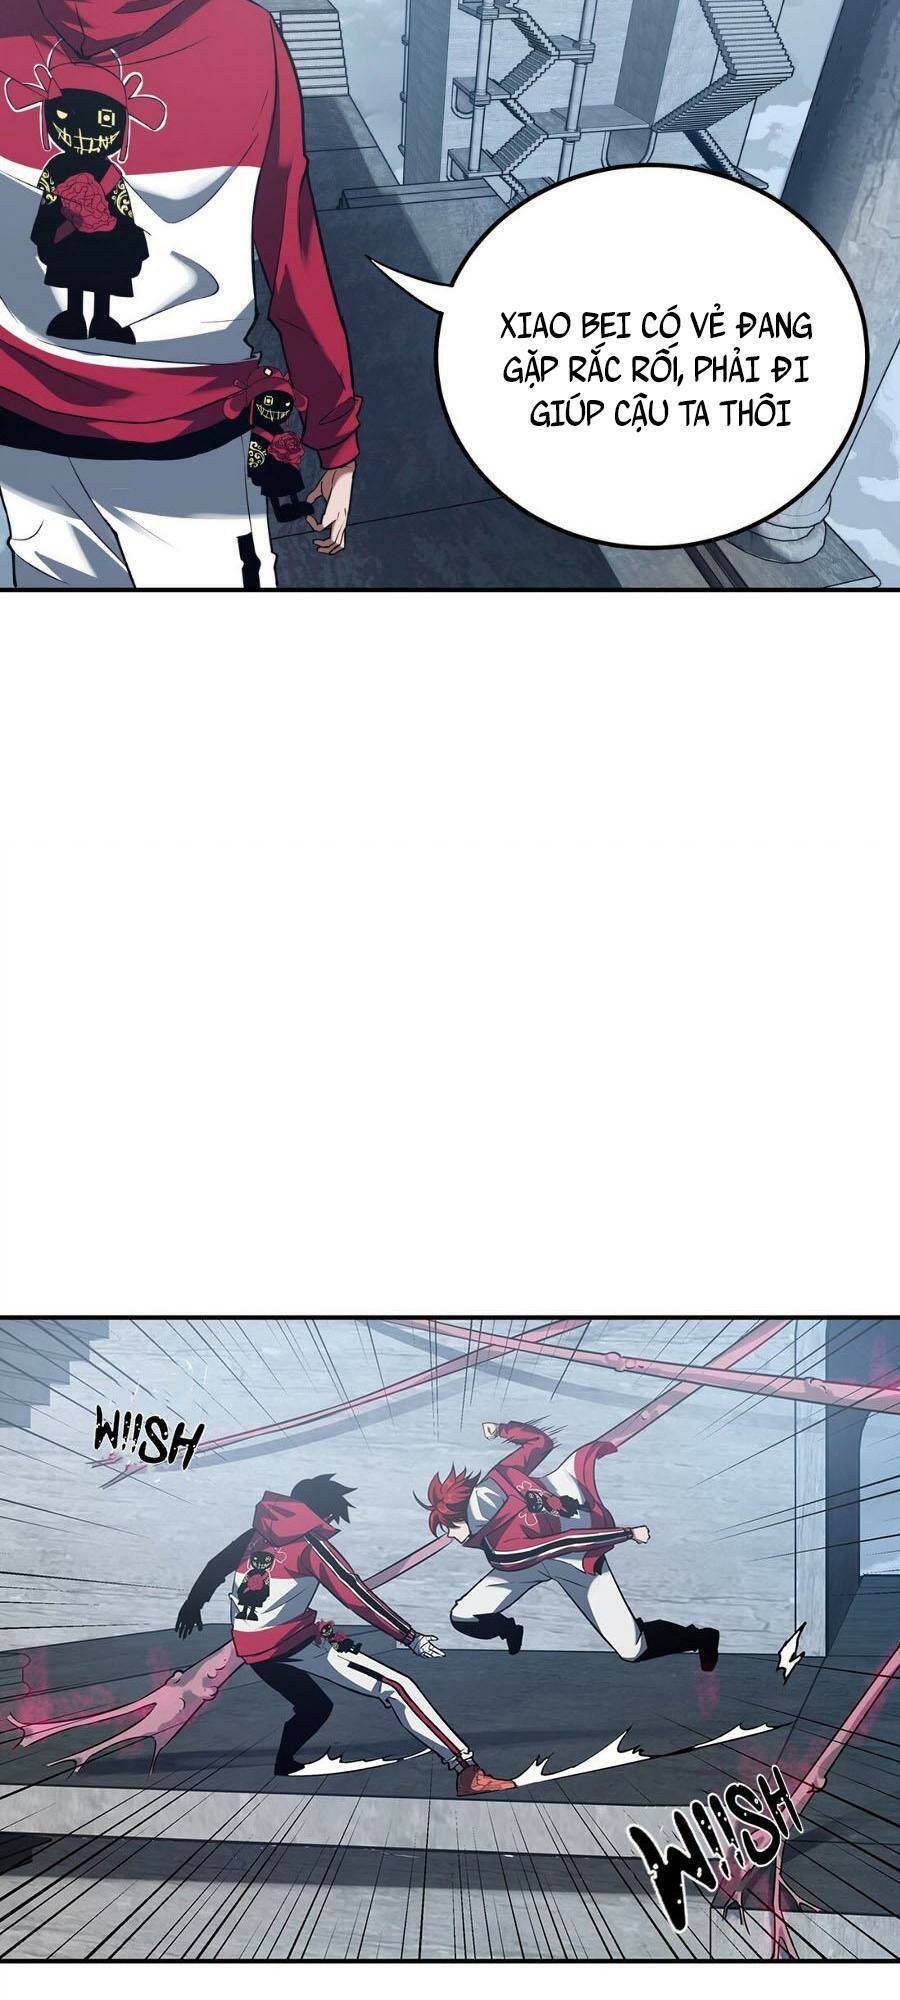 XIAO BEI CÓ VẺ ĐANG
GẶP RẮC RỐI, PHẢI ĐI
GIÚP CẬU TA THÔI
WIISH
WIISH